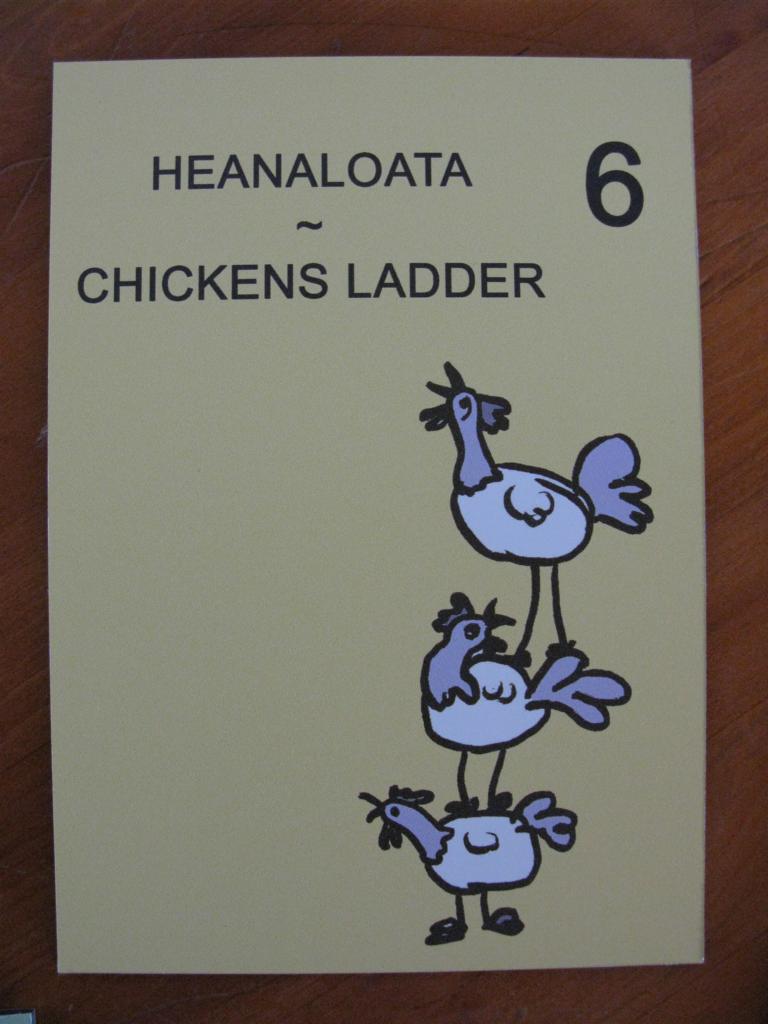 HEANALOATA
6
~
CHICKENS LADDER